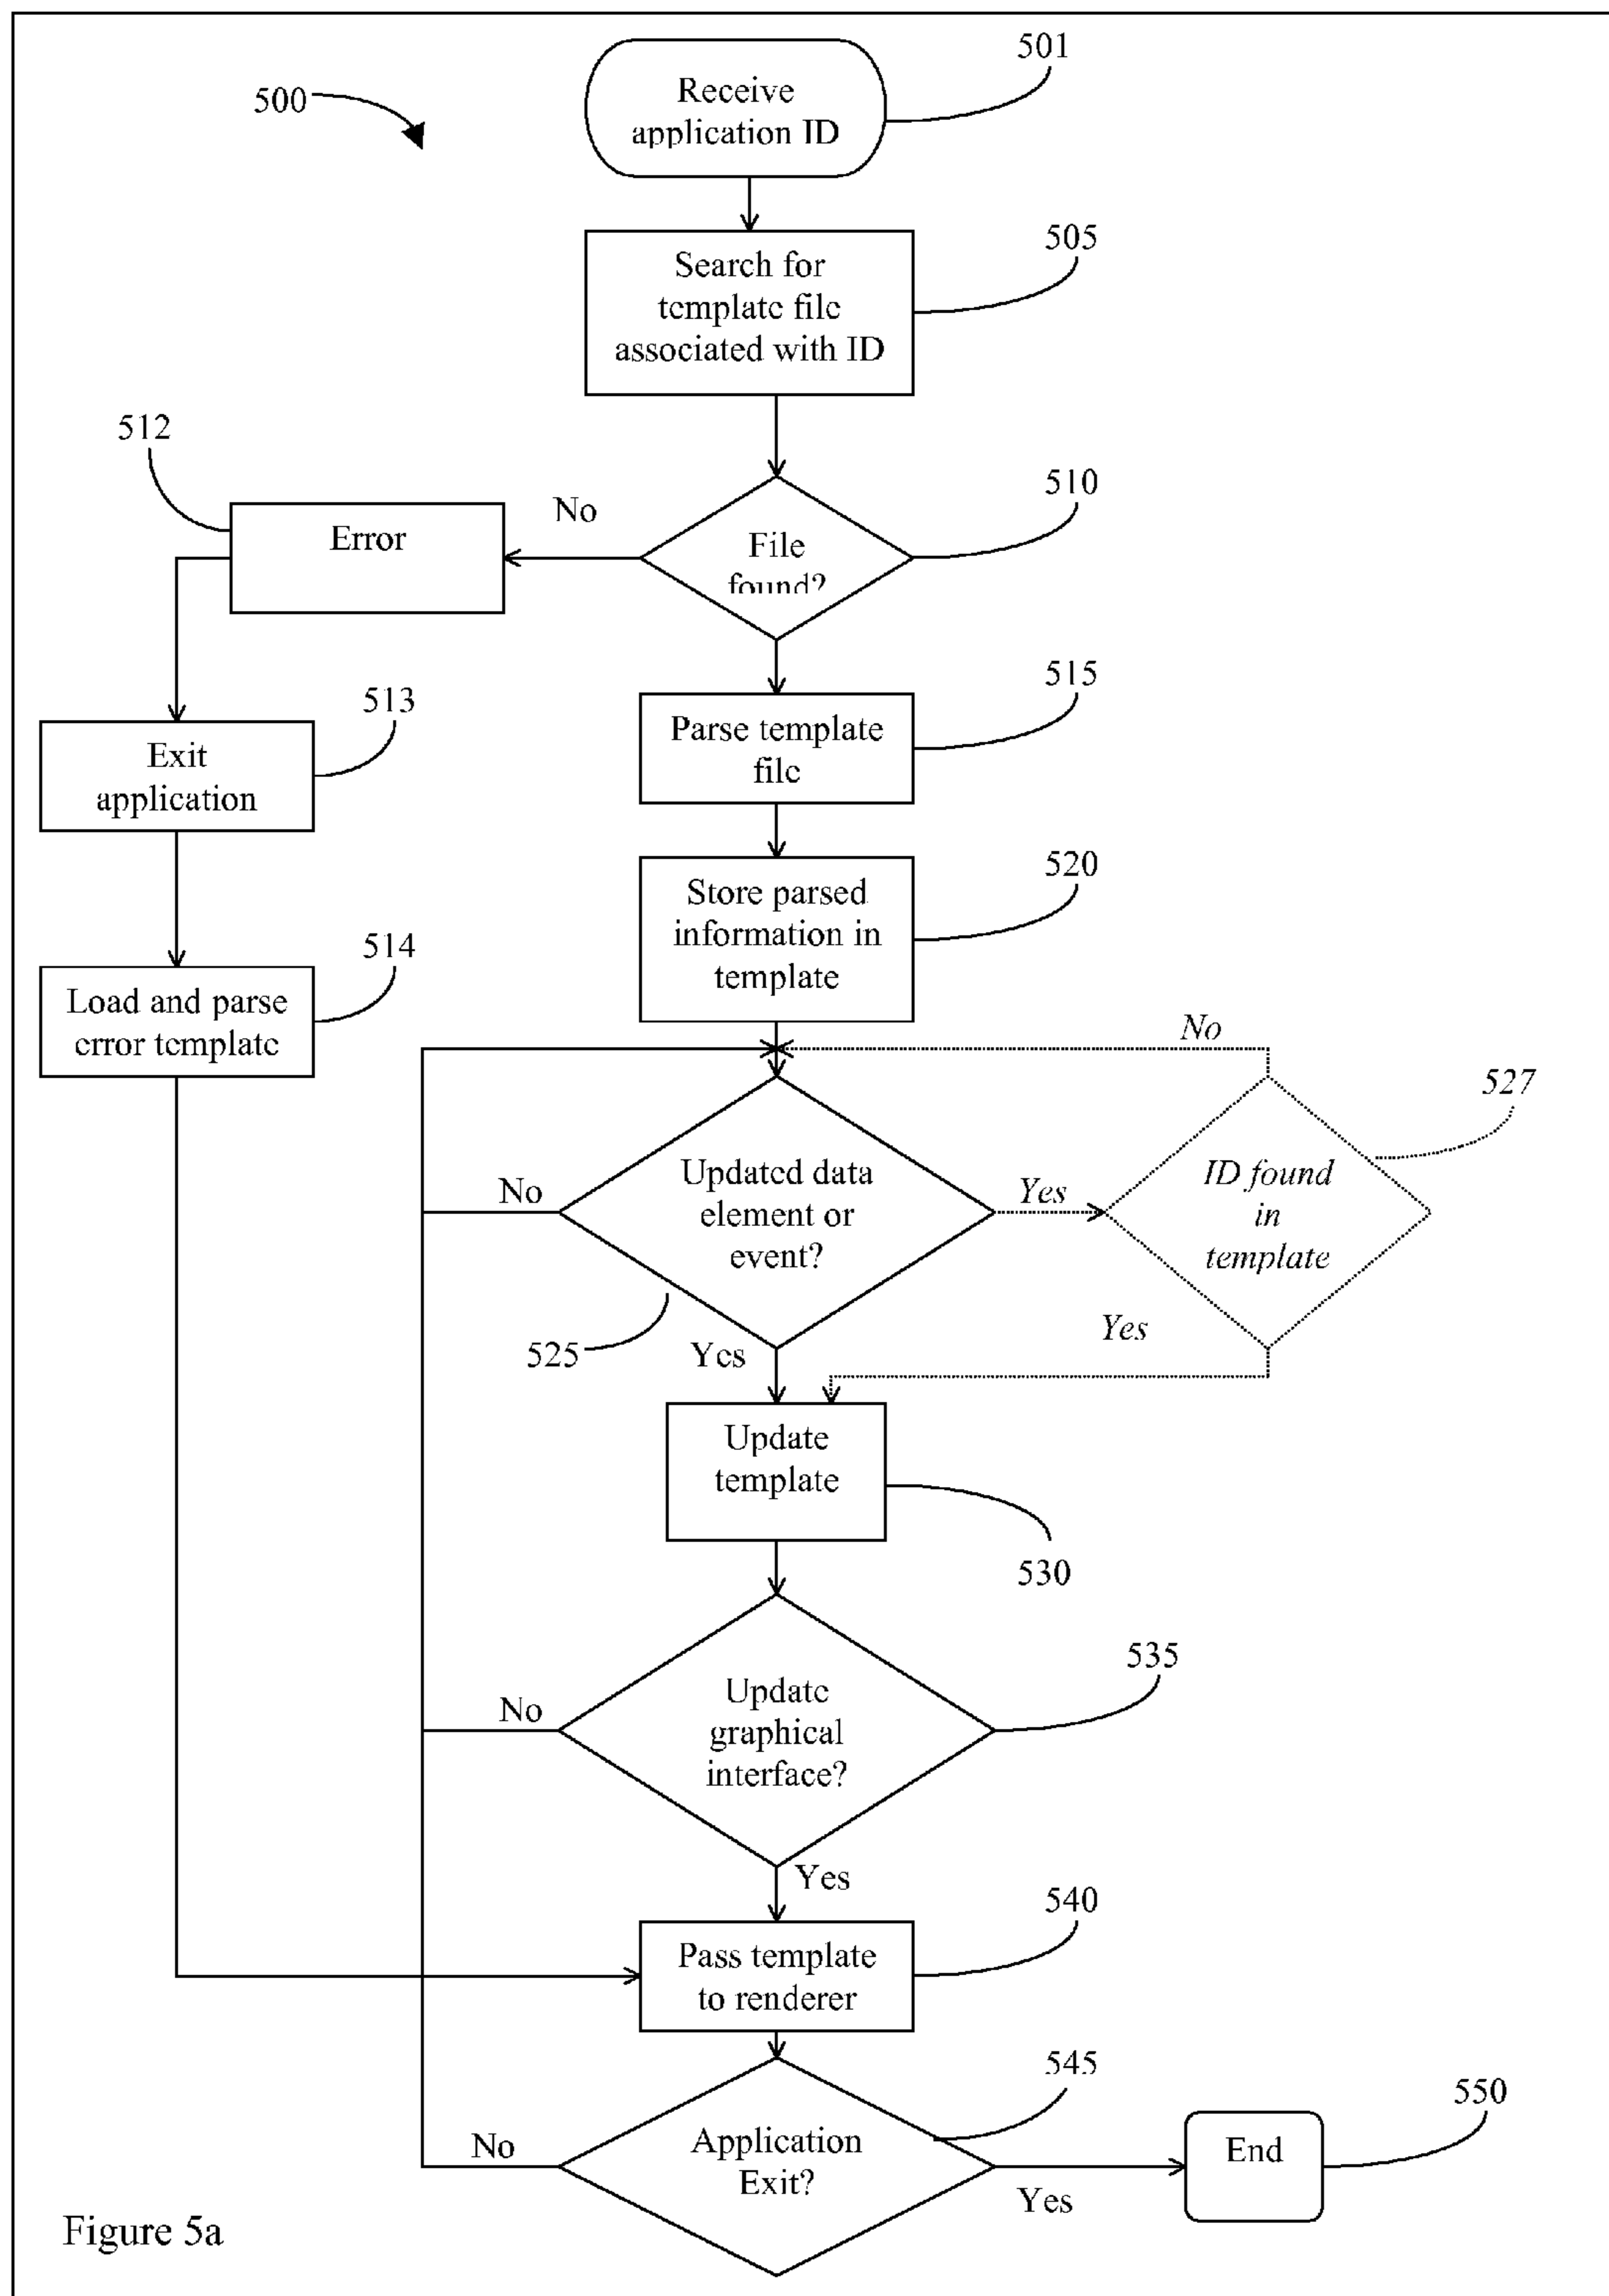 501
500
Receive
application ID
505
Search for
template file
associated with ID
512
510
No
Error
File
found?
515
513
Parse template
file
Exit
application
520
Store parsed
information in
template
514
Load and parse
error template
No
527
Updated data
element or
event?
No
Yes
ID found
in
template
Yes
525
Yes
Update
template
530
535
No
Update
graphical
interface?
Yes
540
Pass template
to renderer
545
550
No
Application
Exit?
End
Yes
Figure 5a